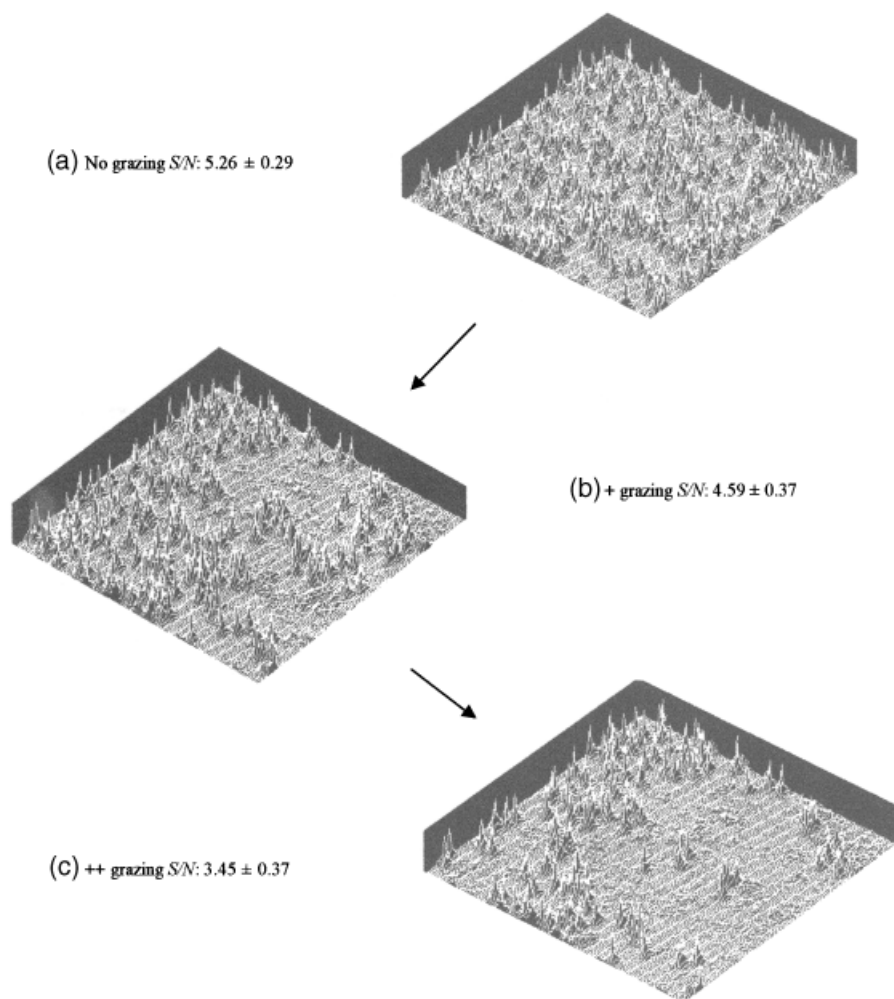 (a) No grazing S/N: 5.26 ± 0.29
(b) + grazing S/N: 4.59 ± 0.37
(c) ++ grazing S/N: 3.45 ± 0.37